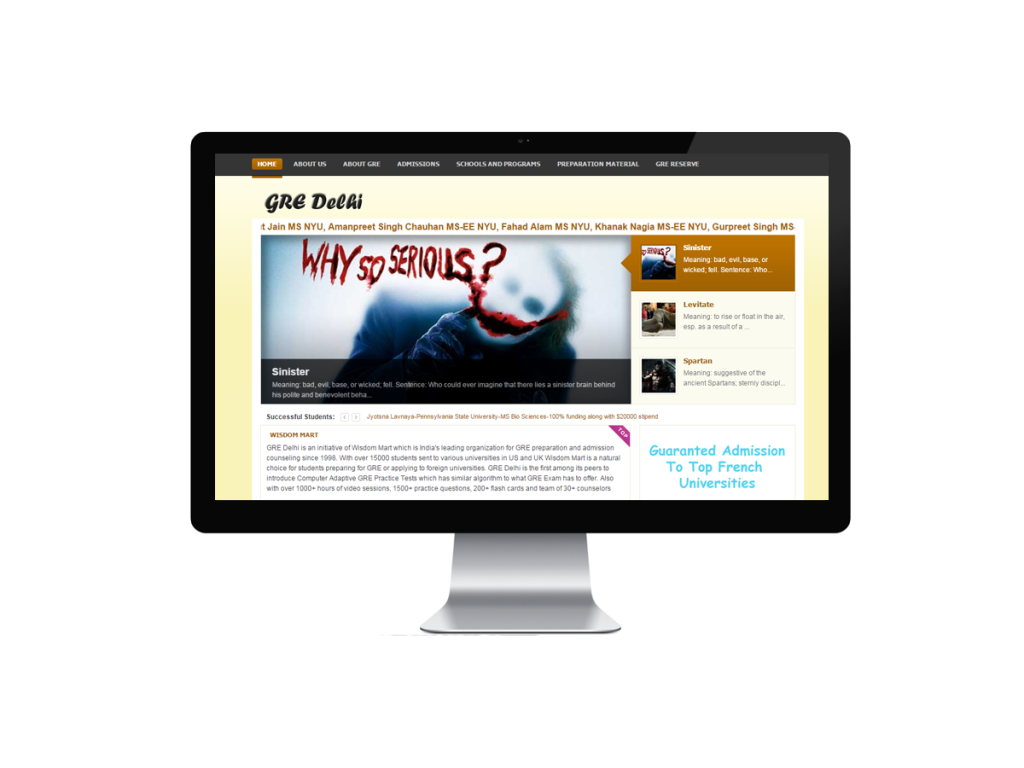 HOME ABOUT US ABOUT GRE ADMISSIONS SCHOOLS AND PROGRAMS PREPARATION MATERIAL GRE RESERVE
GRE Delhi
t Jain MS NYU, Amanpreet Singh Chauhan MS-EE NYU, Fahad Alam MS NYU, Khanak Nagia MS-EE NYU, Gurpreet Singh MS-
WHY SO SERIOUS?
Sinister
Meaning: bad, evil, base, or wicked; fell. Sentence: Who could ever imagine that there lies a sinister brain behind
his polite and benevolent beha...
WHY SO SERIOUS?
Sinister
Meaning: bad, evil, base, or
wicked; fell. Sentence: Who...
Levitate
Meaning: to rise or float in the air,
esp. as a result of a ...
Spartan
Meaning: suggestive of the
ancient Spartans; sternly discipl...
Successful Students: Jyotsna Lavnaya-Pennsylvania State University-MS Bio Sciences-100% funding along with $20000 stipend
TOP
WISDOM MART
GRE Delhi is an initiative of Wisdom Mart which is India's leading organization for GRE preparation and admission
counseling since 1998. With over 15000 students sent to various universities in US and UK Wisdom Mart is a natural
choice for students preparing for GRE or applying to foreign universities. GRE Delhi is the first among its peers to
introduce Computer Adaptive GRE Practice Tests which has similar algorithm to what GRE Exam has to offer. Also
with over 1000+ hours of video sessions, 1500+ practice questions, 200+ flash cards and team of 30+ counselors
Guaranted Admission
To Top French
Universities